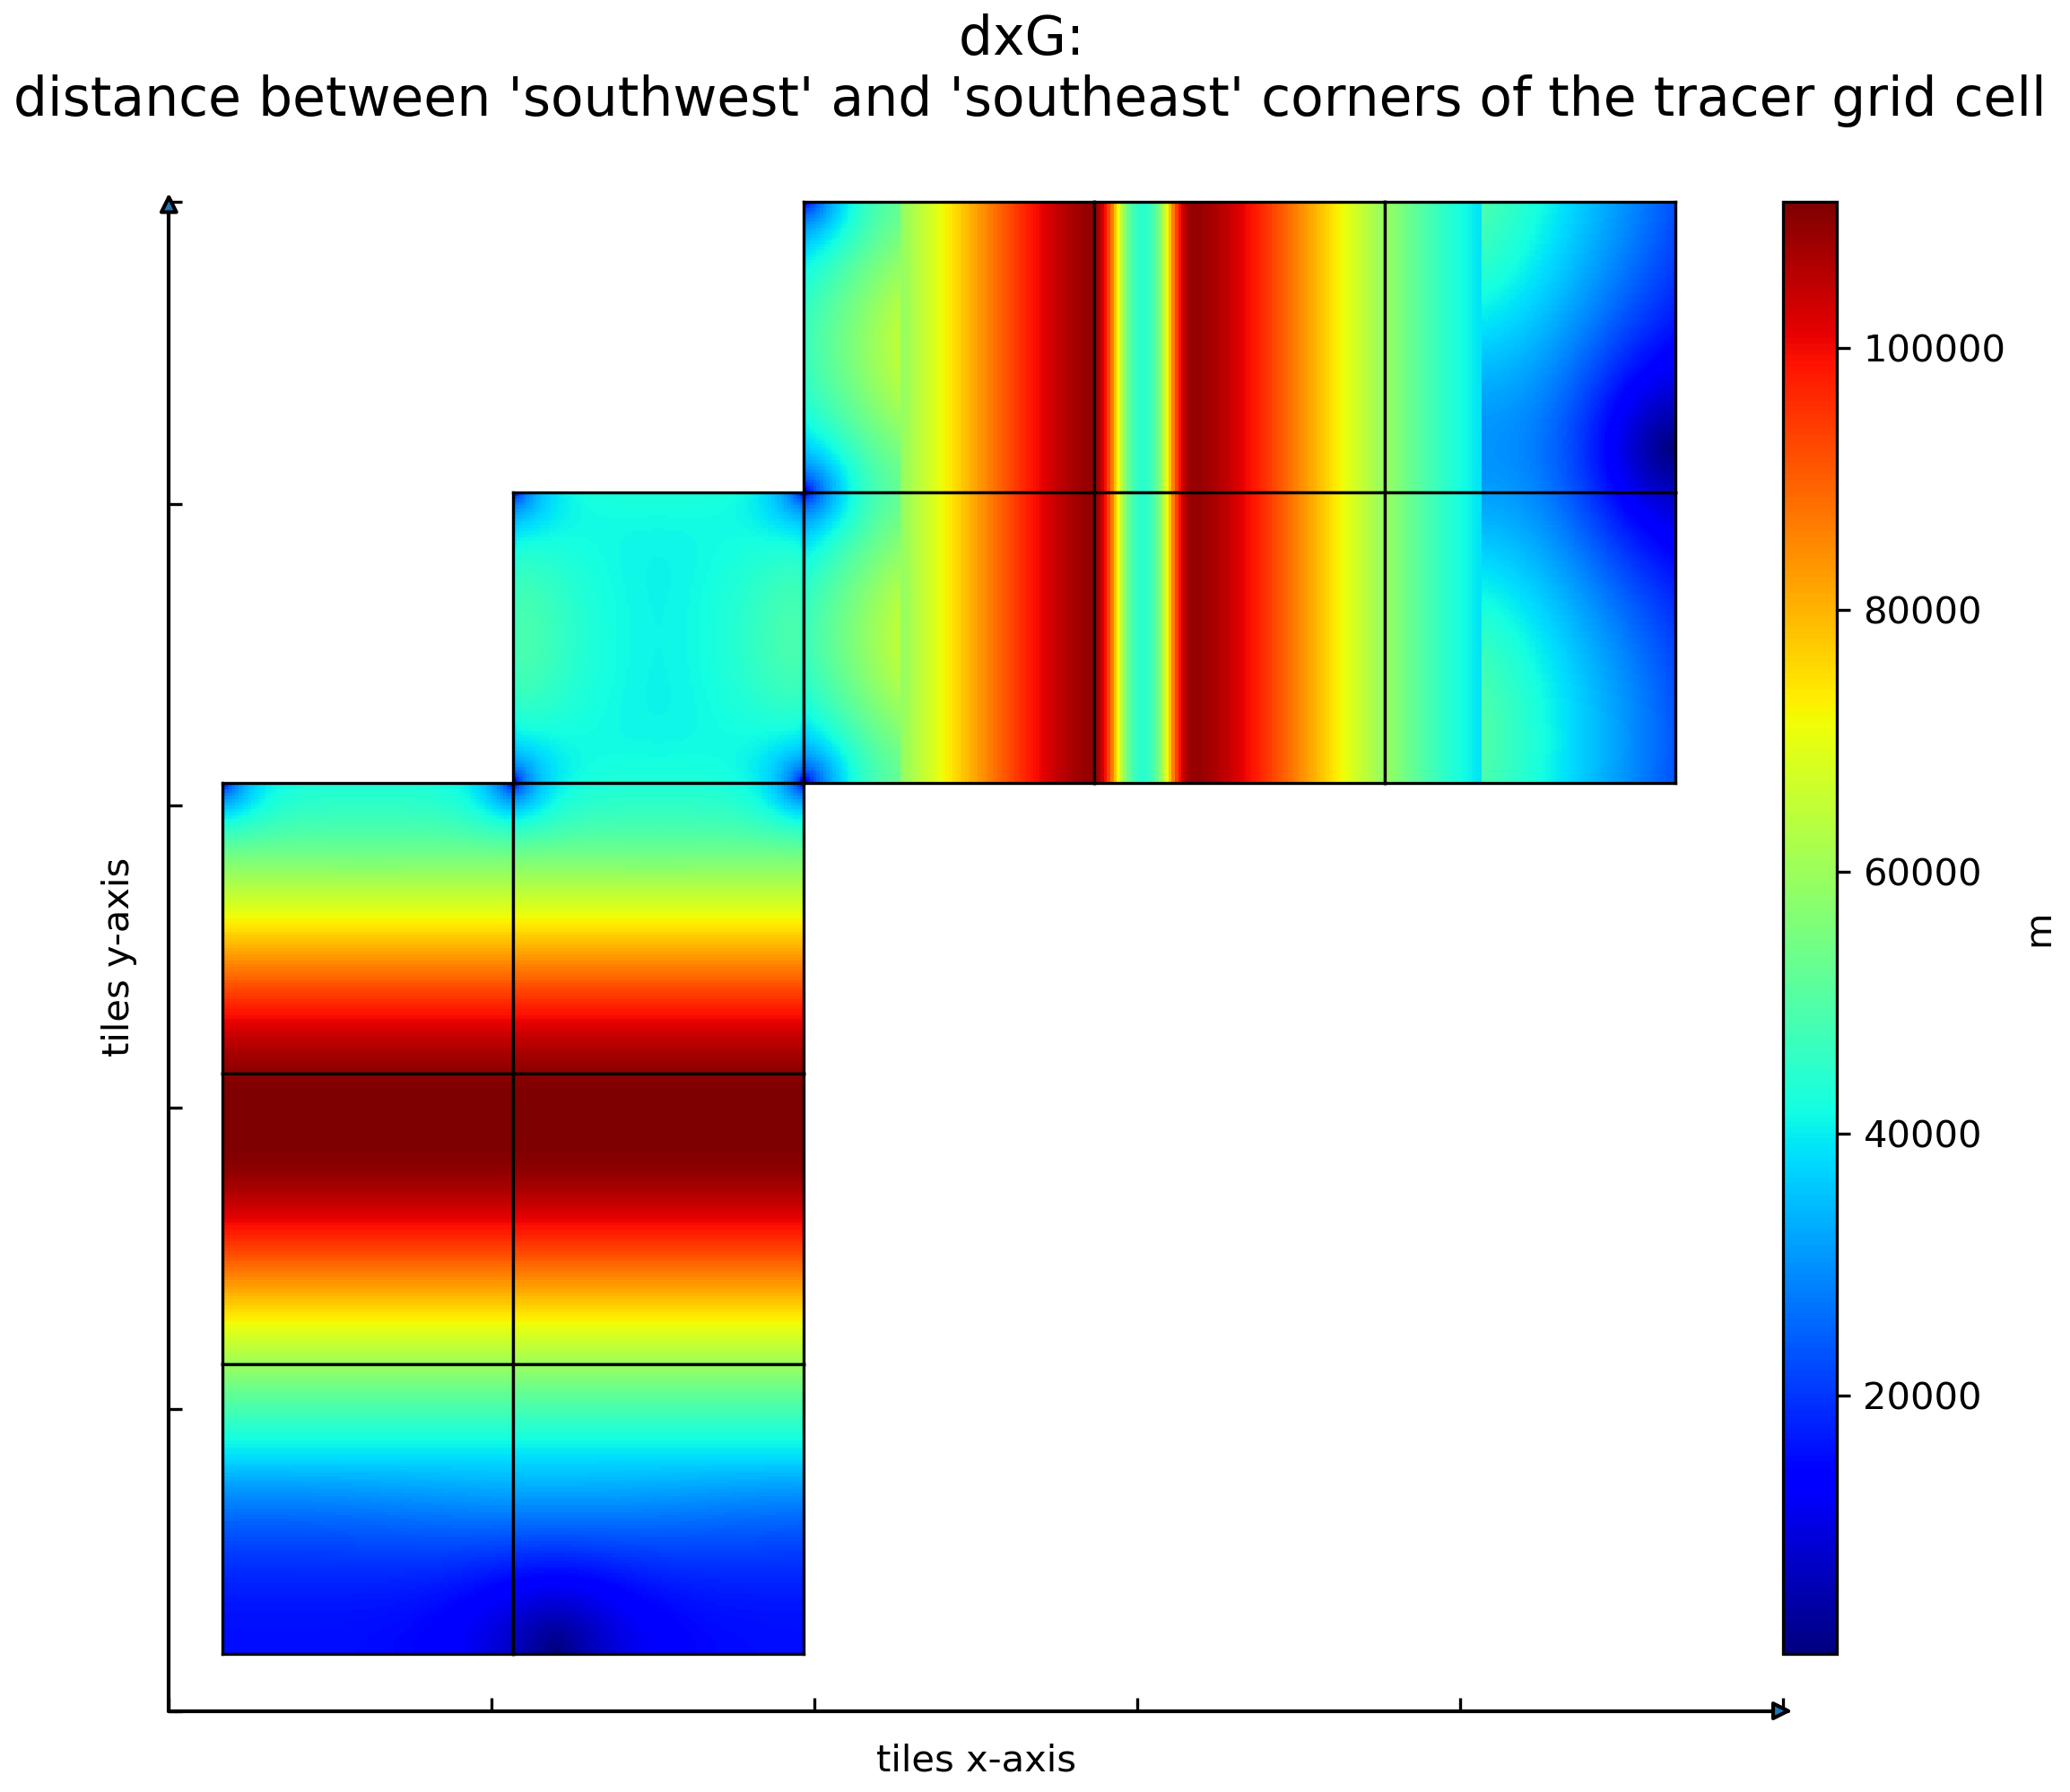 dxG:
distance between 'southwest' and 'southeast' corners of the tracer grid cell
100000
80000
60000
40000
20000
m
tiles y-axis
tiles x-axis